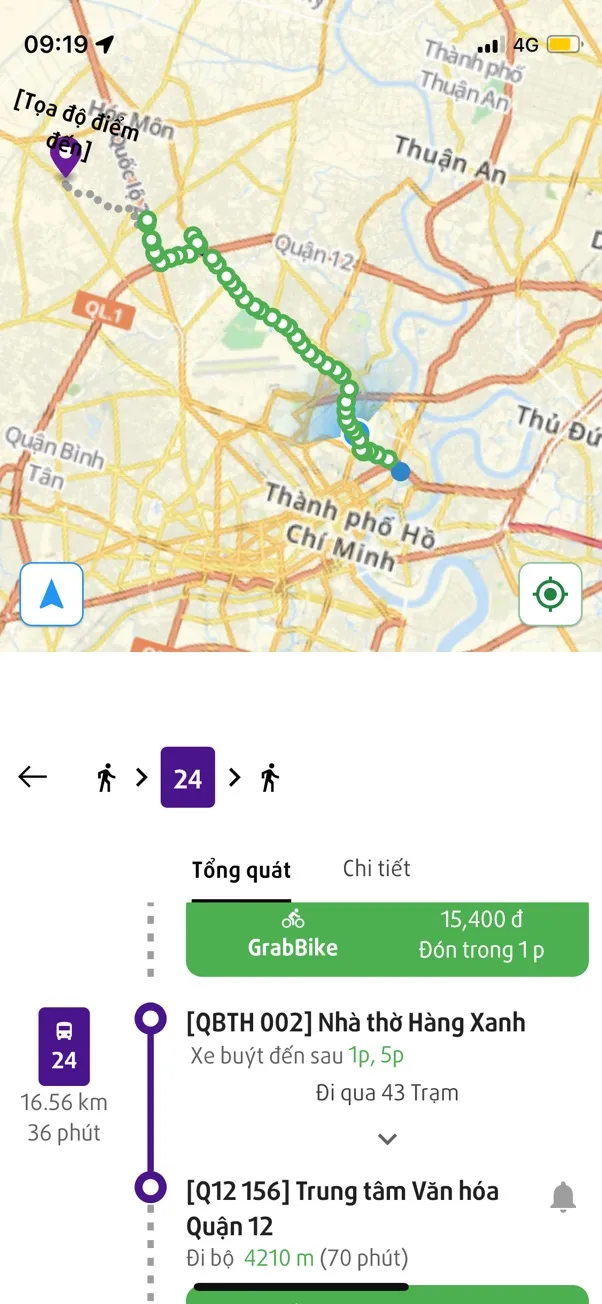 09:19
4G
Thành phố
Thuận An
[Tọa độ điểm
đến]
Hóc Môn
Quốc lộ
Thuận An
Quận 12
QL.1
Thủ Đứ
Quận Bình
Tân
Thành phố Hồ
Chí Minh
24
Tổng quát
Chi tiết
15,400 đ
GrabBike
Đón trong 1 p
[QBTH 002] Nhà thờ Hàng Xanh
24
Xe buýt đến sau 1p, 5p
16.56 km
Đi qua 43 Trạm
36 phút
[Q12 156] Trung tâm Văn hóa
Quận 12
Đi bộ 4210 m (70 phút)